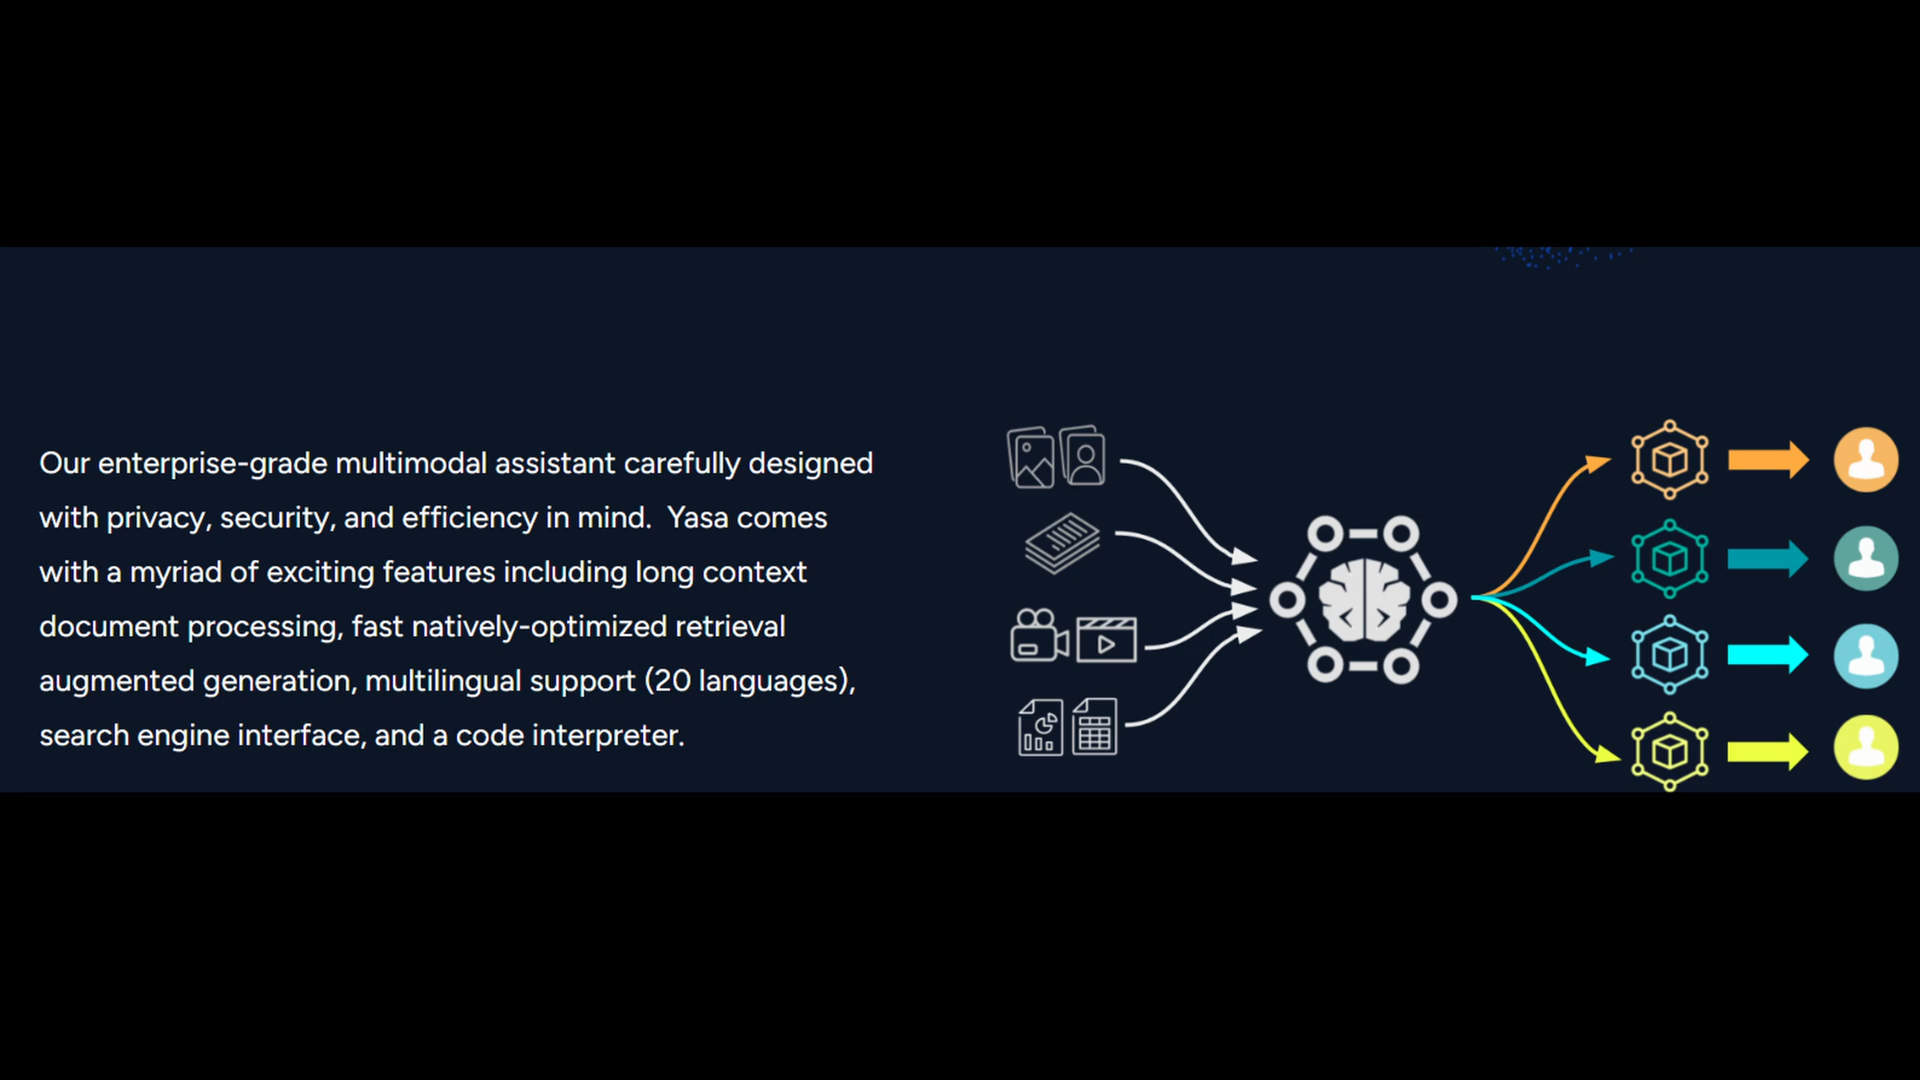 Our enterprise-grade multimodal assistant carefully designed
with privacy, security, and efficiency in mind.  Yasa comes
with a myriad of exciting features including long context
document processing, fast natively-optimized retrieval
augmented generation, multilingual support (20 languages),
search engine interface, and a code interpreter.